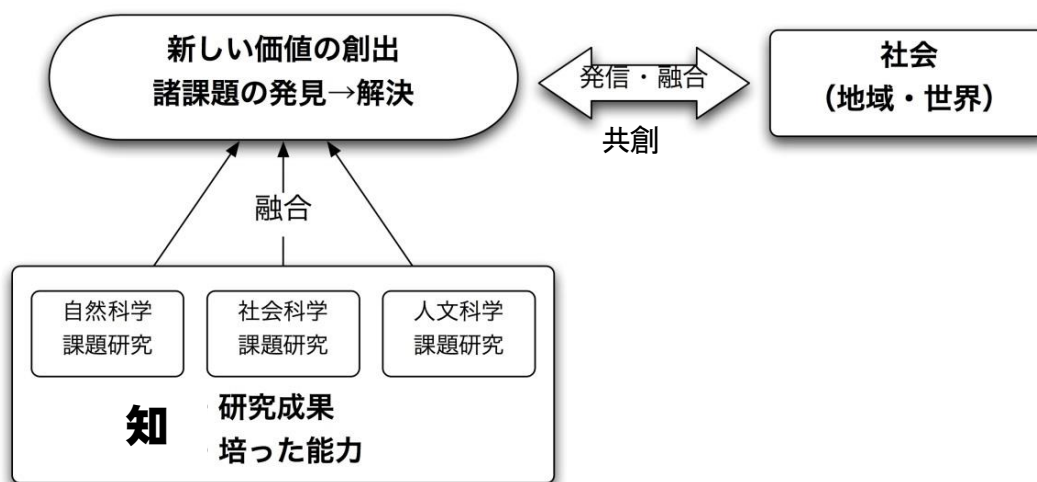 新しい価値の創出
諸課題の発見→解決
発信・融合
共創
社会
（地域・世界）
融合
自然科学
課題研究
社会科学
課題研究
人文科学
課題研究
知
研究成果
培った能力